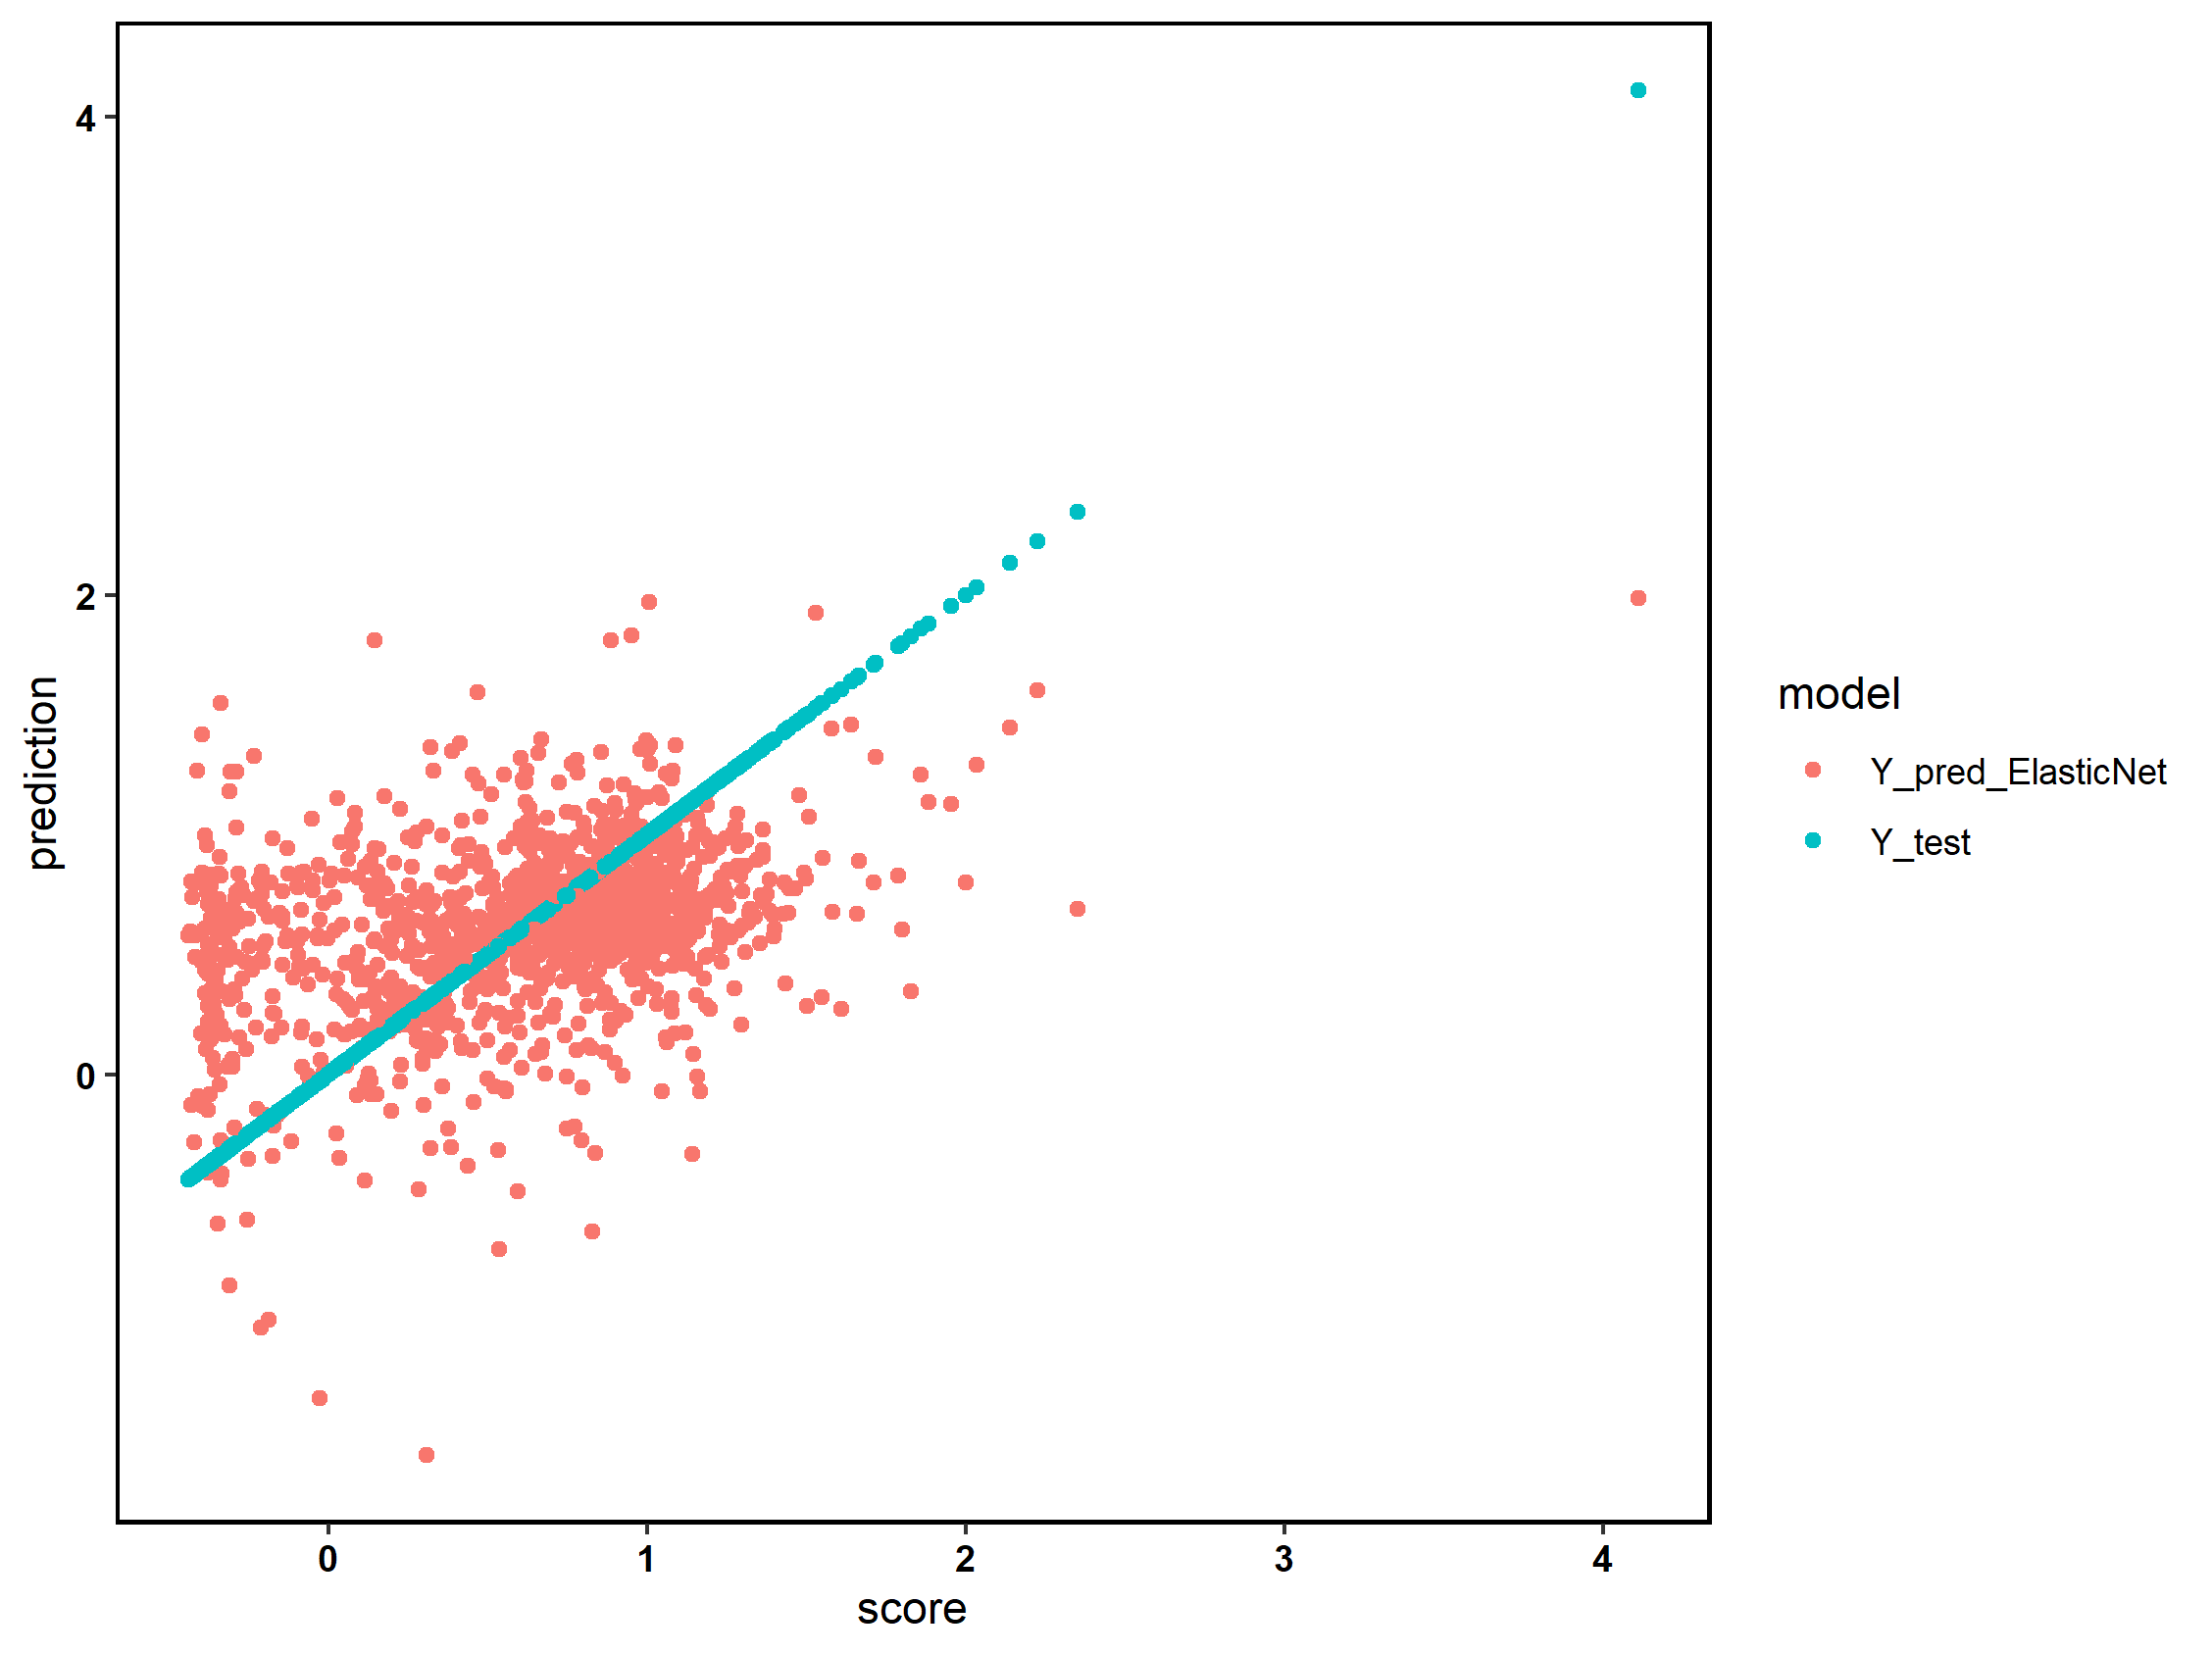 4
2
0
prediction
0 1 2 3 4
score
model
Y_pred_ElasticNet
Y_test